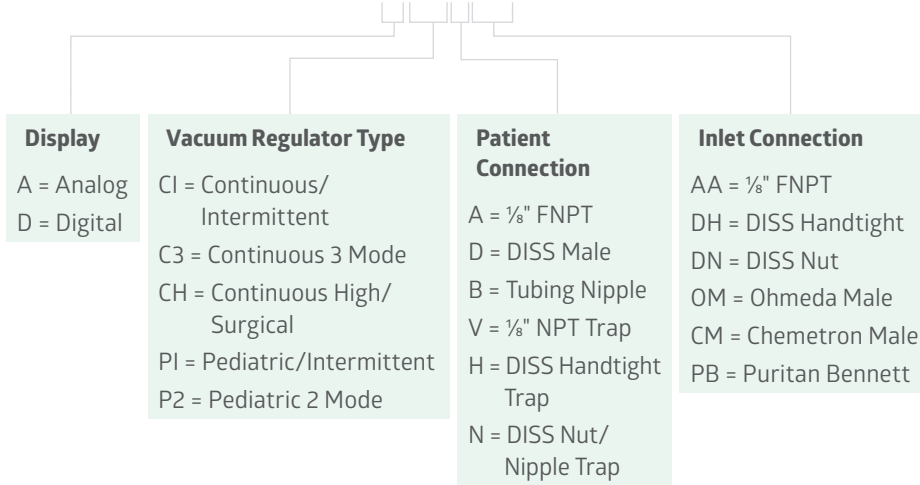 Display
A = Analog
D = Digital
Vacuum Regulator Type
CI = Continuous/
Intermittent
C3 = Continuous 3 Mode
CH = Continuous High/
Surgical
PI = Pediatric/Intermittent
P2 = Pediatric 2 Mode
Patient
Connection
A = ⅛" FNPT
D = DISS Male
B = Tubing Nipple
V = ⅛" NPT Trap
H = DISS Handtight
Trap
N = DISS Nut/
Nipple Trap
Inlet Connection
AA = ⅛" FNPT
DH = DISS Handtight
DN = DISS Nut
OM = Ohmeda Male
CM = Chemetron Male
PB = Puritan Bennett